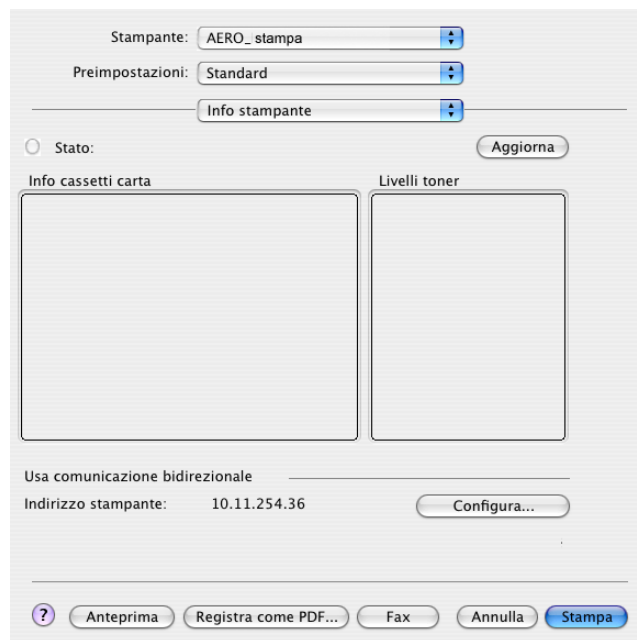 Stampante: AERO_ stampa
Preimpostazioni: Standard
Info stampante
Stato: Aggiorna
Info cassetti carta Livelli toner
Usa comunicazione bidirezionale
Indirizzo stampante: 10.11.254.36 Configura...
? Anteprima Registra come PDF... Fax Annulla Stampa